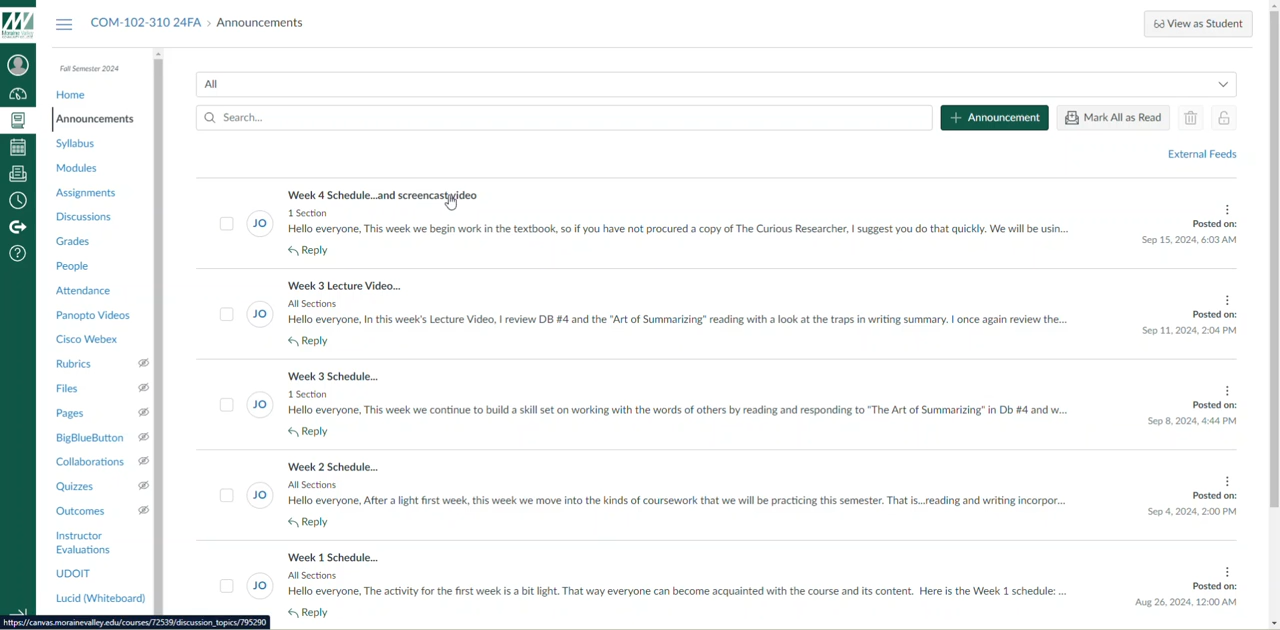 COM-102-310 24FA › Announcements
View as Student
Fall Semester 2024
Home
Announcements
Syllabus
Modules
Assignments
Discussions
Grades
People
Attendance
Panopto Videos
Cisco Webex
Rubrics
Files
Pages
BigBlueButton
Collaborations
Quizzes
Outcomes
Instructor
Evaluations
UDOIT
Lucid (Whiteboard)
All
Search...
+ Announcement
Mark All as Read
External Feeds
Week 4 Schedule...and screencast video
1 Section
JO
Hello everyone, This week we begin work in the textbook, so if you have not procured a copy of The Curious Researcher, I suggest you do that quickly. We will be usin...
Reply
Posted on:
Sep 15, 2024, 6:03 AM
Week 3 Lecture Video...
All Sections
JO
Hello everyone, In this week's Lecture Video, I review DB #4 and the "Art of Summarizing" reading with a look at the traps in writing summary. I once again review the...
Reply
Posted on:
Sep 11, 2024, 2:04 PM
Week 3 Schedule...
1 Section
JO
Hello everyone, This week we continue to build a skill set on working with the words of others by reading and responding to "The Art of Summarizing" in Db #4 and w...
Reply
Posted on:
Sep 8, 2024, 4:44 PM
Week 2 Schedule...
All Sections
JO
Hello everyone, After a light first week, this week we move into the kinds of coursework that we will be practicing this semester. That is...reading and writing incorpor...
Reply
Posted on:
Sep 4, 2024, 2:00 PM
Week 1 Schedule...
All Sections
JO
Hello everyone, The activity for the first week is a bit light. That way everyone can become acquainted with the course and its content. Here is the Week 1 schedule: ...
Reply
Posted on:
Aug 26, 2024, 12:00 AM
https://canvas.morainevalley.edu/courses/72539/discussion_topics/795290